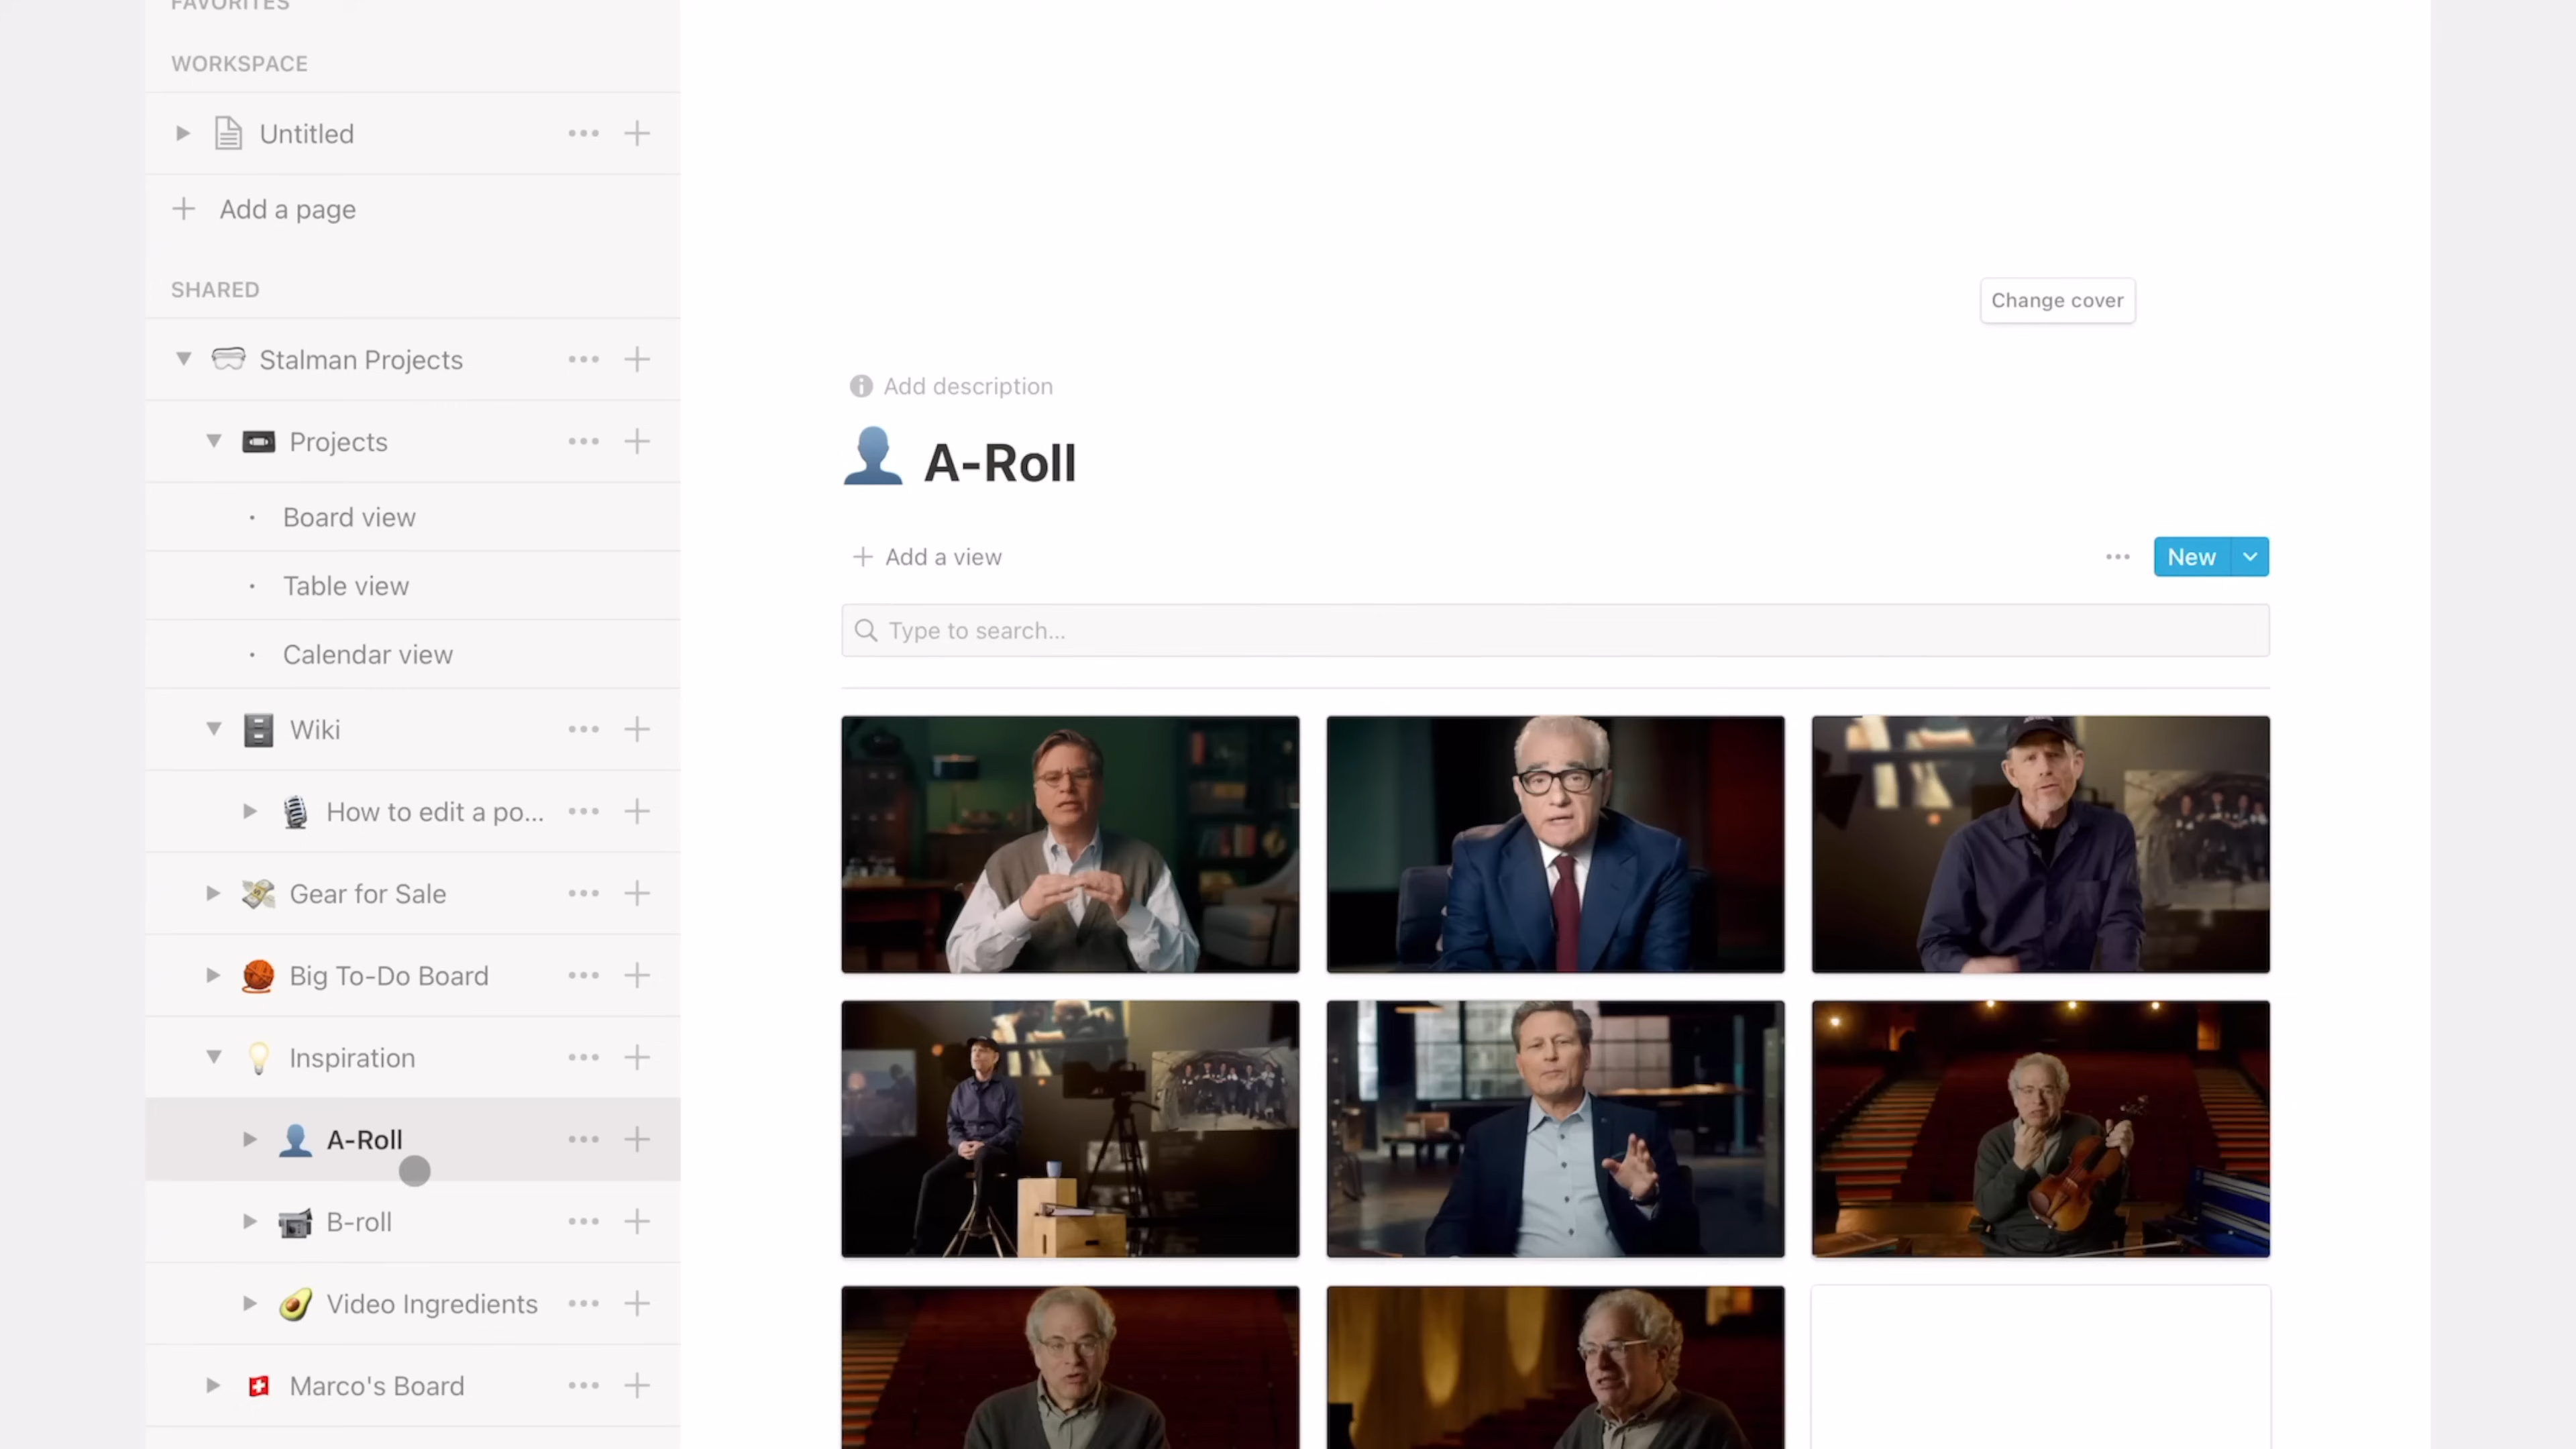 FAVORITES
WORKSPACE
Untitled
Add a page
SHARED
Stalman Projects
Projects
Board view
Table view
Calendar view
Wiki
How to edit a po...
Gear for Sale
Big To-Do Board
Inspiration
A-Roll
B-roll
Video Ingredients
Marco's Board
Change cover
Add description
A-Roll
Add a view
New
Type to search...